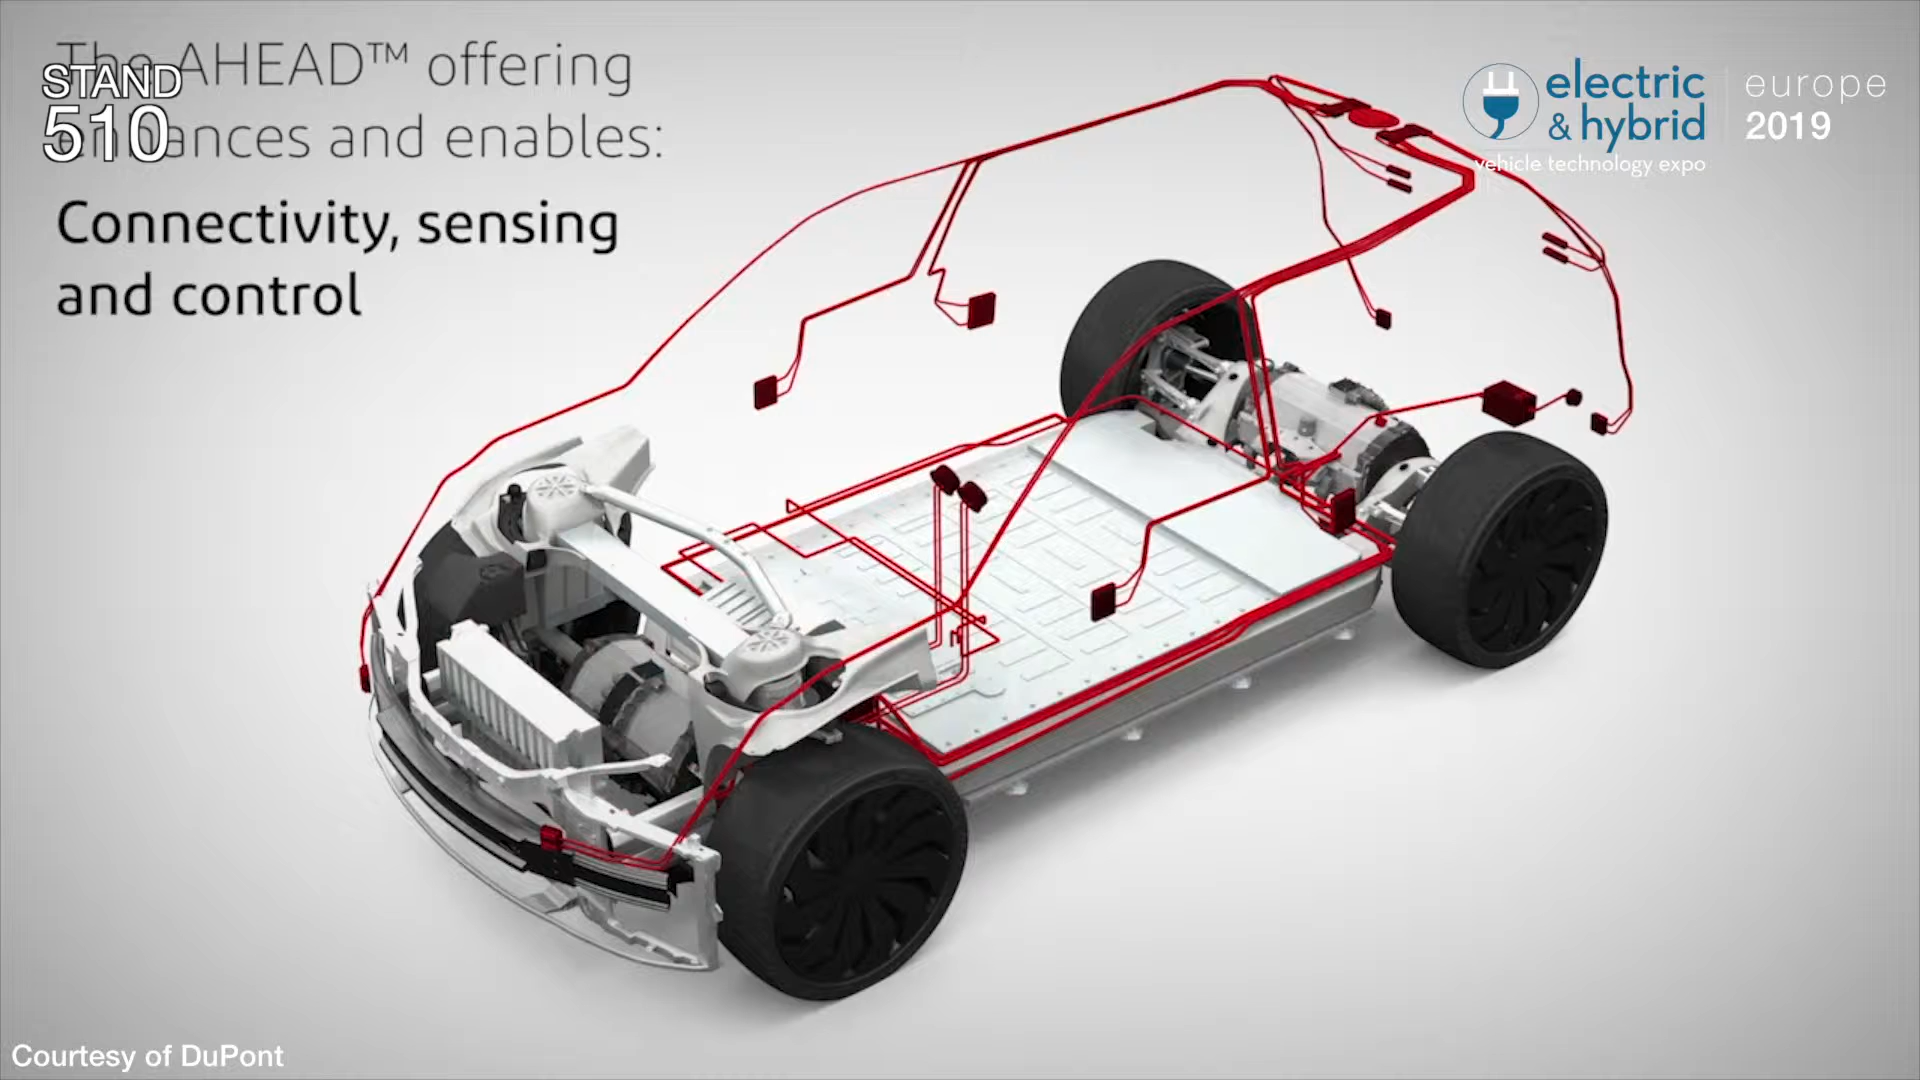 The AHEAD™ offering
enhances and enables:
STAND
510
Connectivity, sensing
and control
electric
& hybrid
vehicle technology expo
europe
2019
Courtesy of DuPont